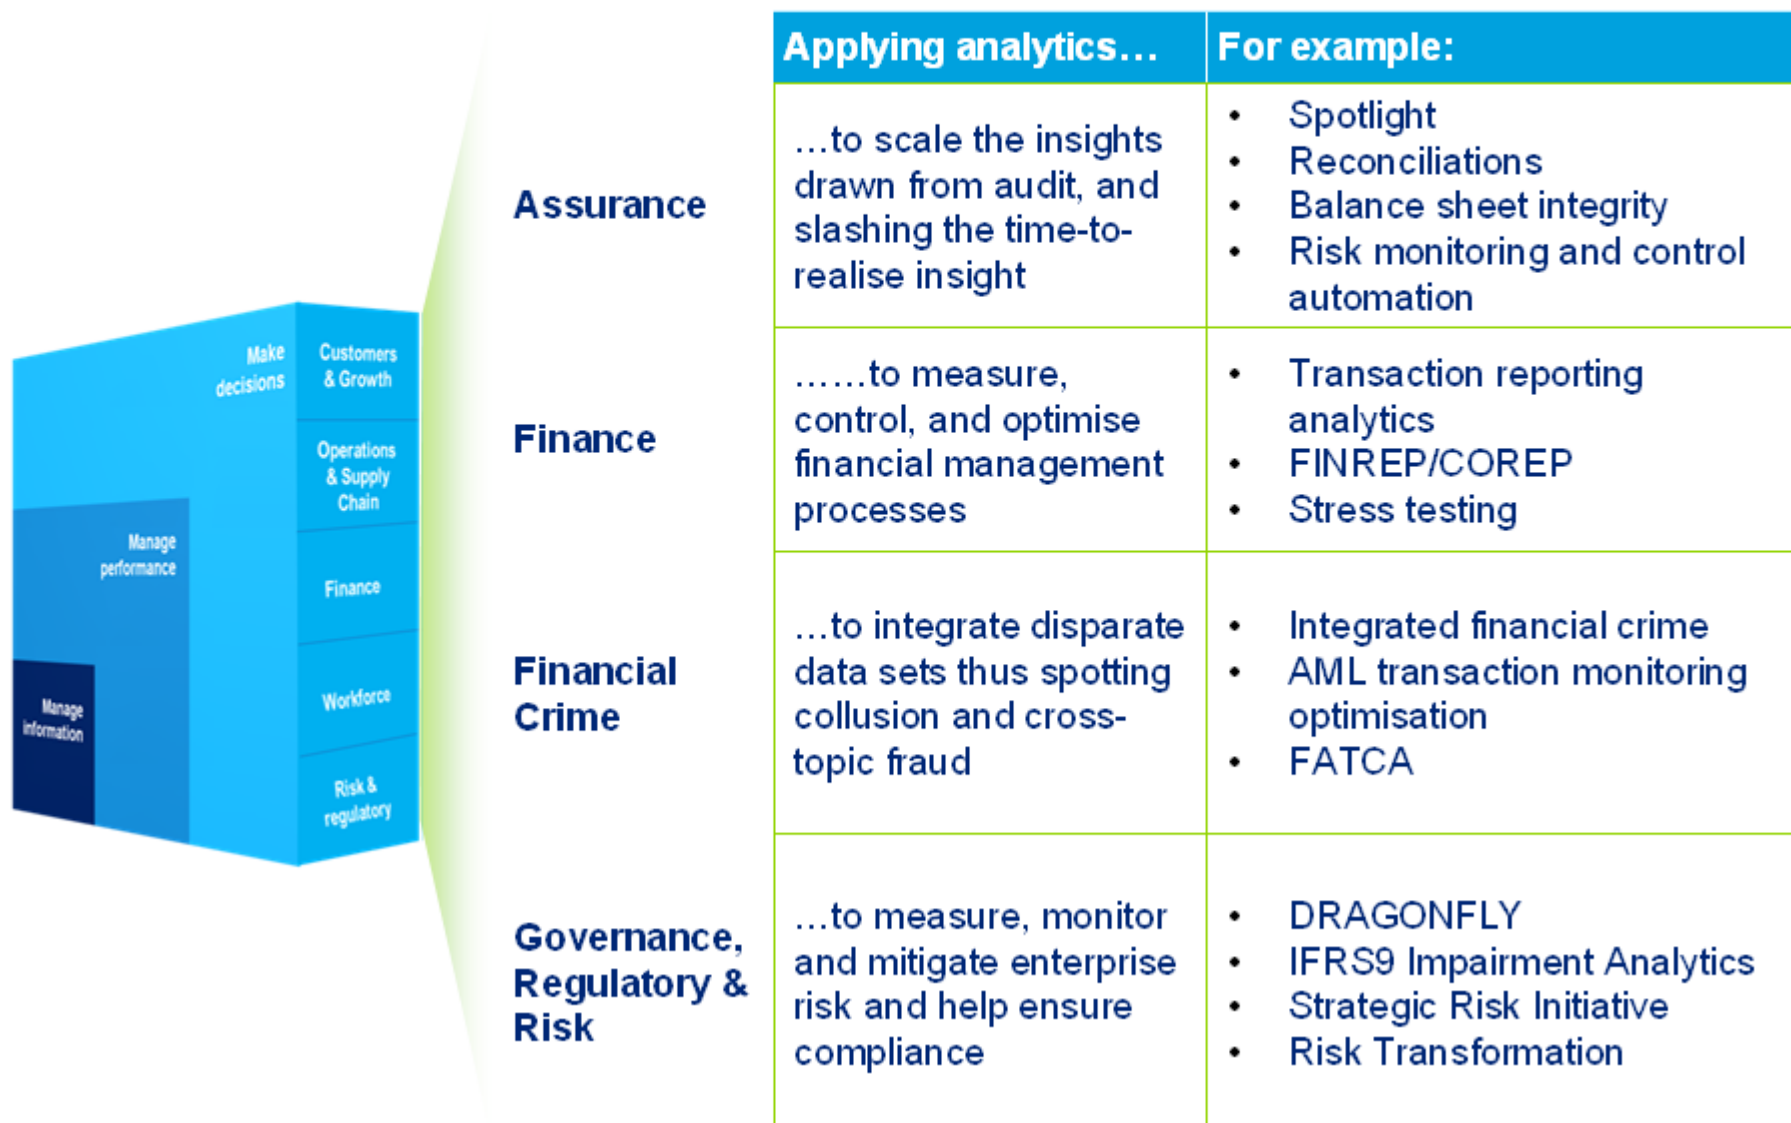 Applying analytics…
For example:
Make
decisions
Manage
performance
Manage
information
Customers
& Growth
Operations
& Supply
Chain
Finance
Workforce
Risk &
regulatory
Assurance
…to scale the insights
drawn from audit, and
slashing the time-to-
realise insight
• Spotlight
• Reconciliations
• Balance sheet integrity
• Risk monitoring and control
automation
Finance
……to measure,
control, and optimise
financial management
processes
• Transaction reporting
analytics
• FINREP/COREP
• Stress testing
Financial
Crime
…to integrate disparate
data sets thus spotting
collusion and cross-
topic fraud
• Integrated financial crime
• AML transaction monitoring
optimisation
• FATCA
Governance,
Regulatory &
Risk
…to measure, monitor
and mitigate enterprise
risk and help ensure
compliance
• DRAGONFLY
• IFRS9 Impairment Analytics
• Strategic Risk Initiative
• Risk Transformation